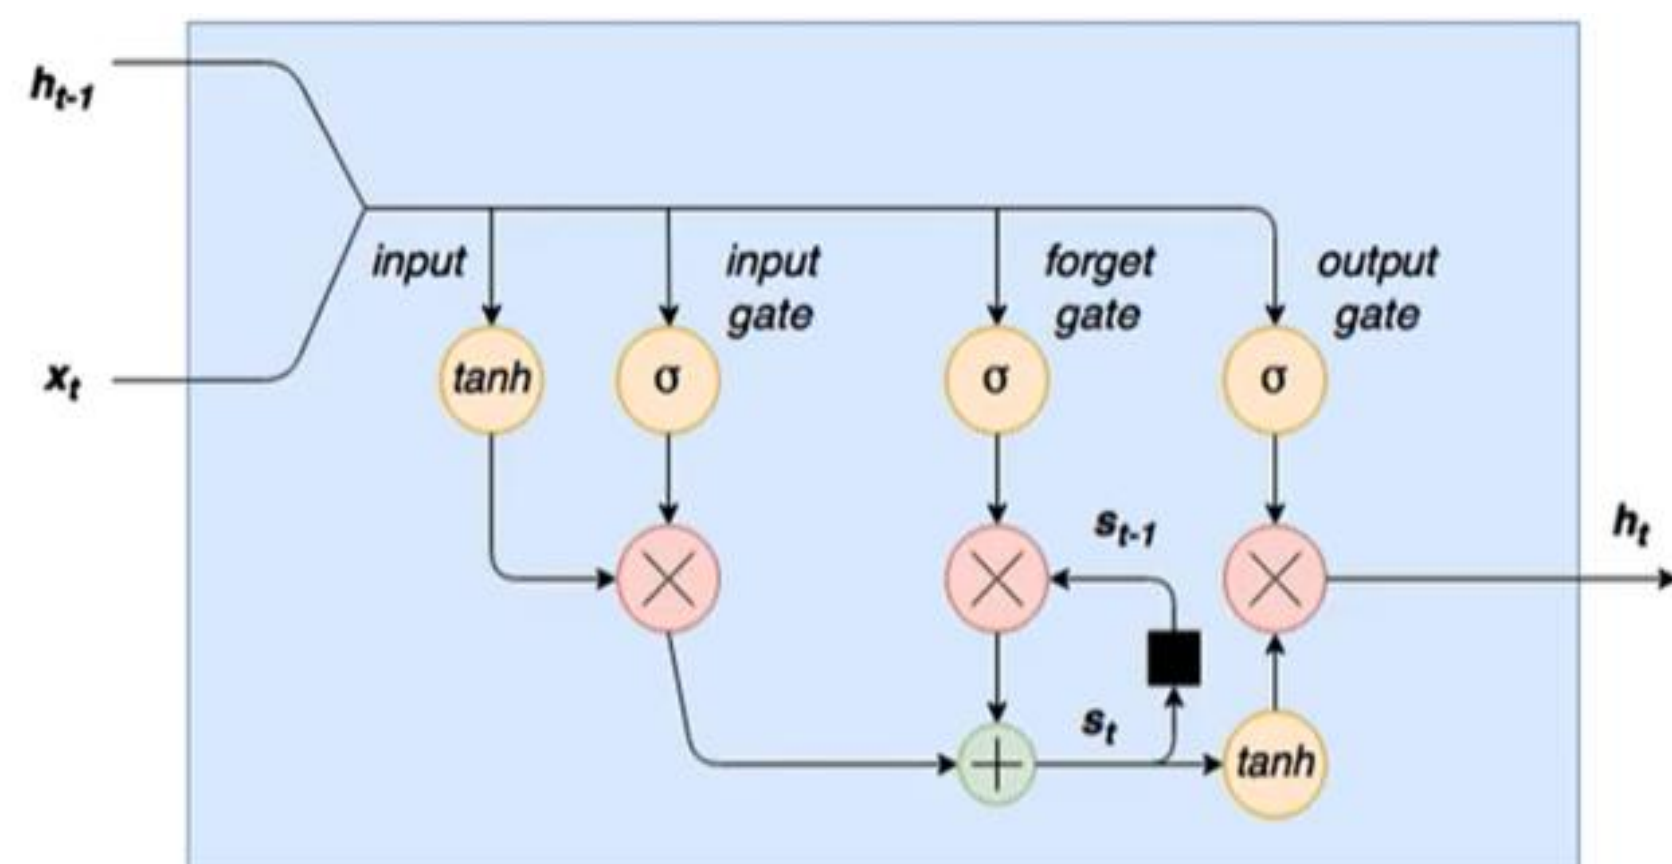 h_{t-1}
input
input
gate
forget
gate
output
gate
x_t
tanh
σ
σ
σ
s_{t-1}
h_t
s_t
tanh